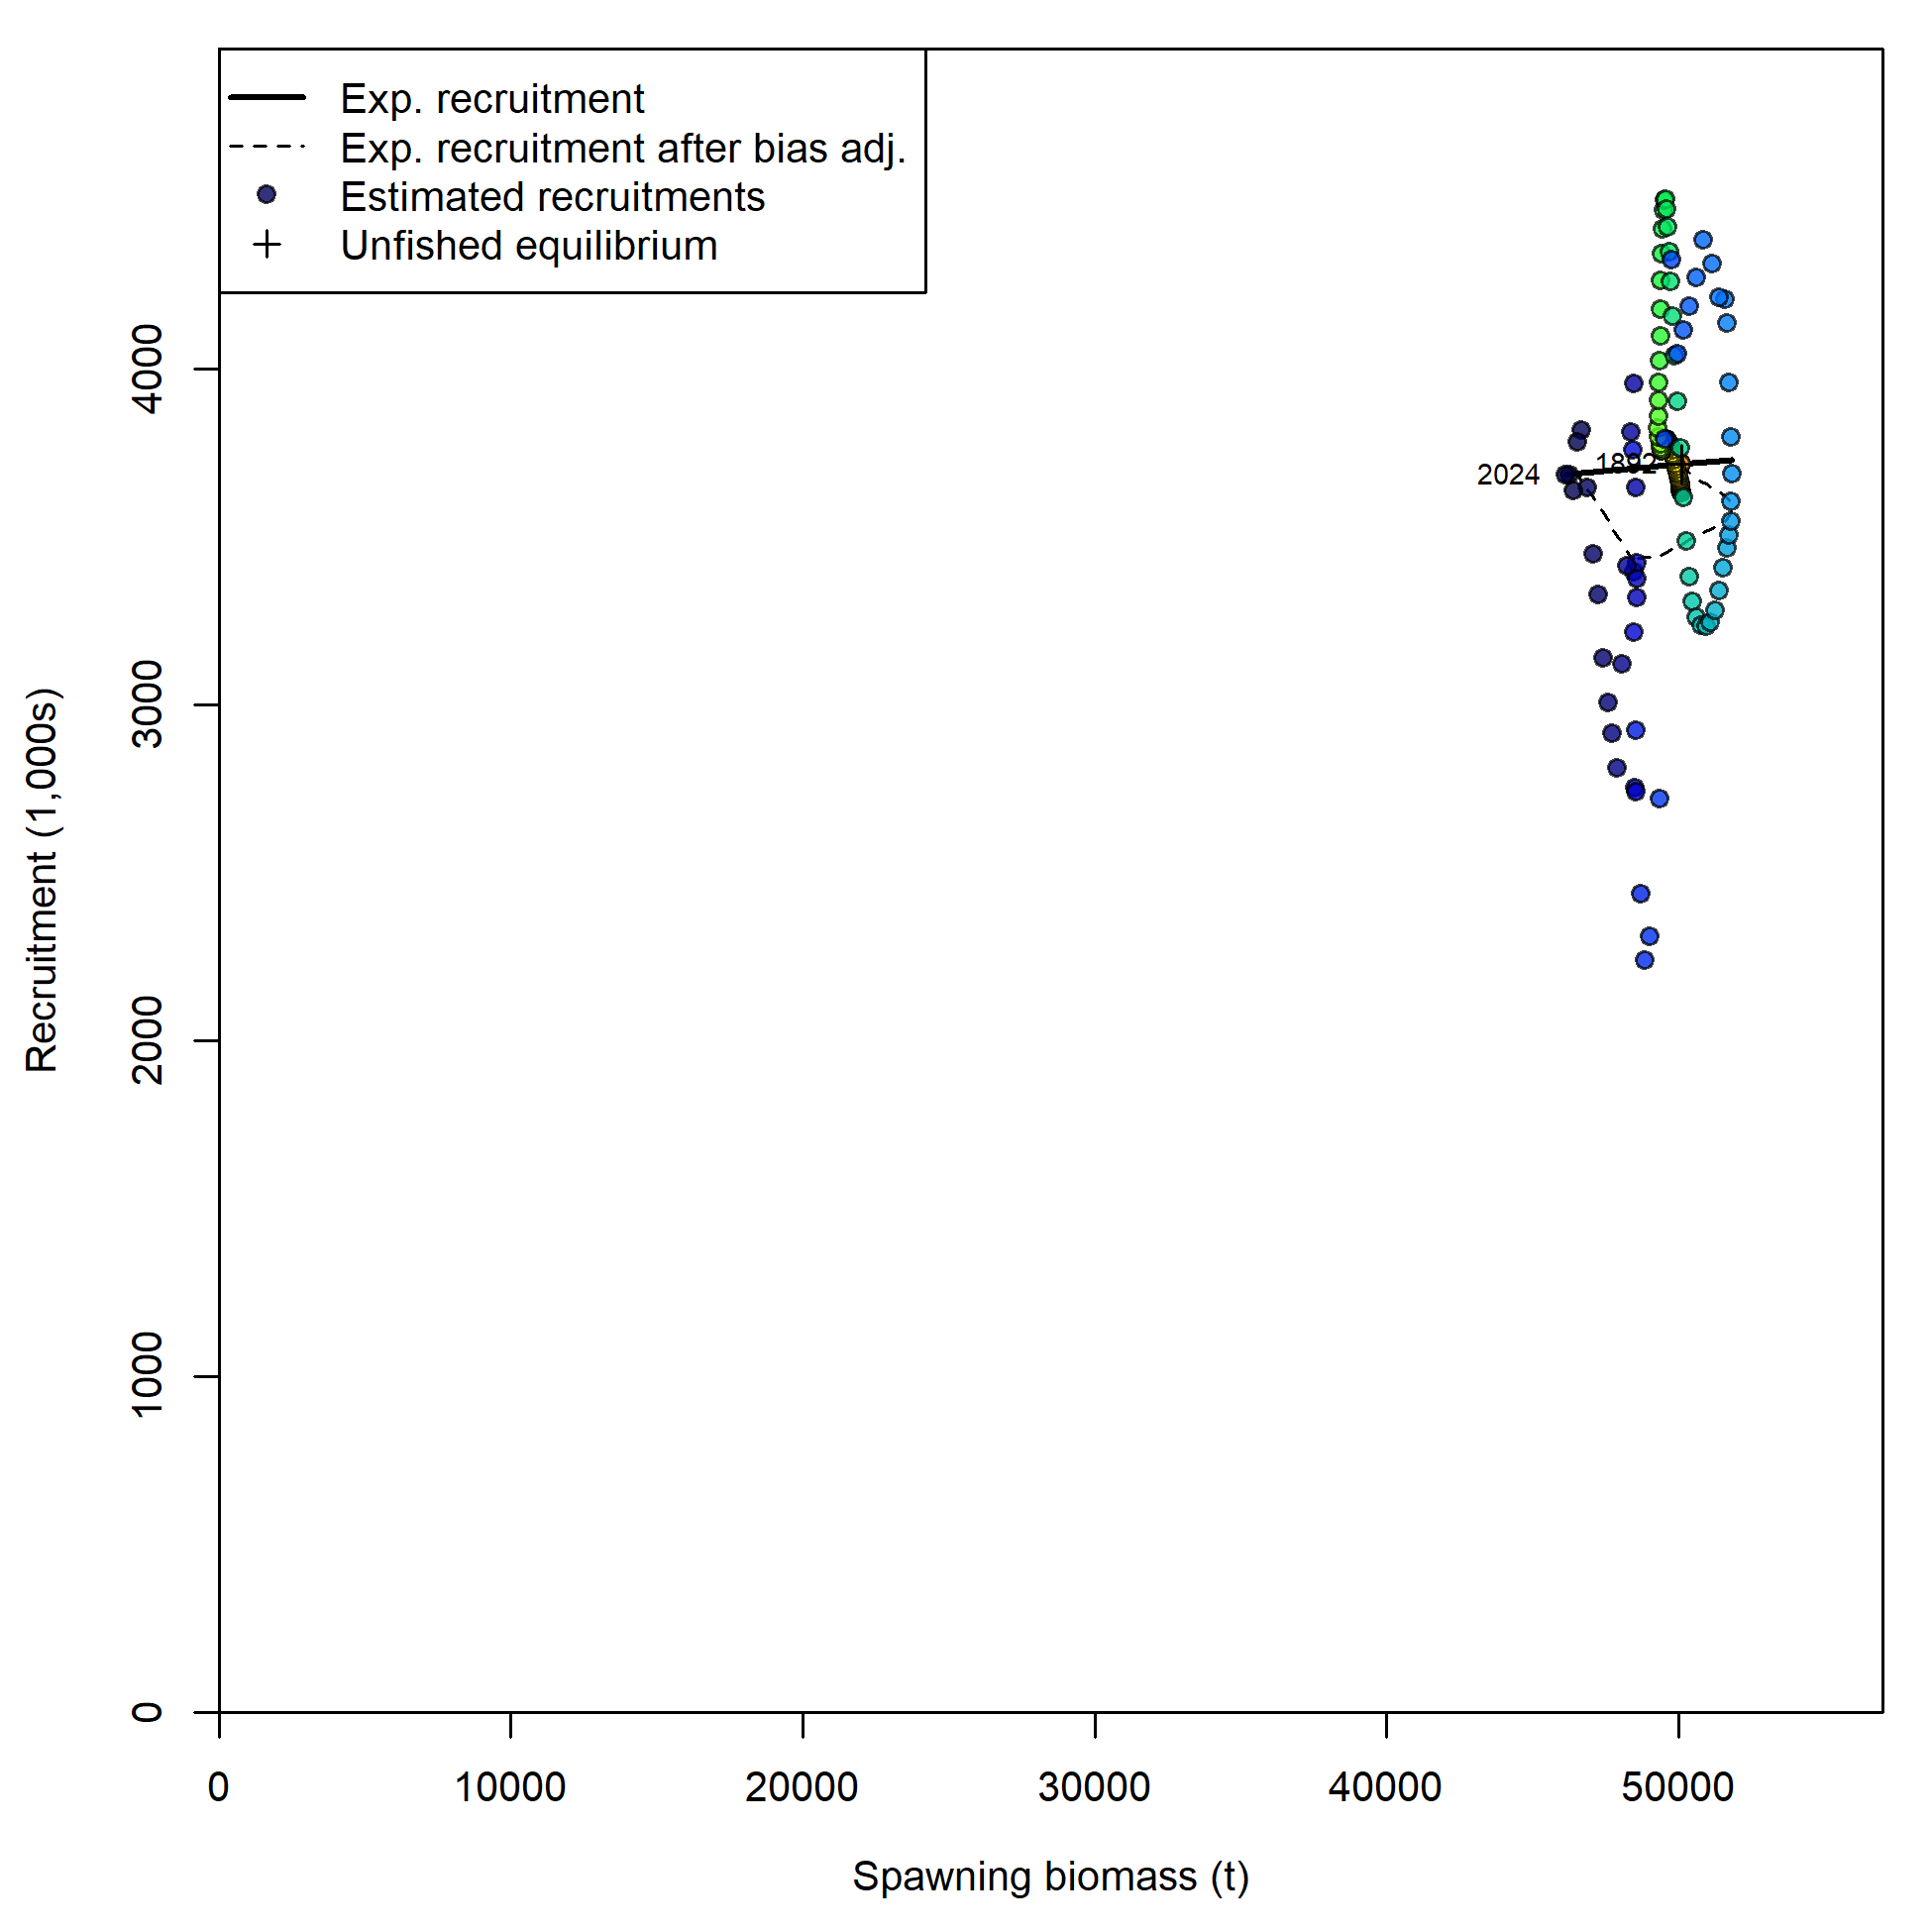 Exp. recruitment
Exp. recruitment after bias adj.
Estimated recruitments
Unfished equilibrium
4000
3000
2000
1000
0
Recruitment (1,000s)
2024
1892
0
10000
20000
30000
40000
50000
Spawning biomass (t)